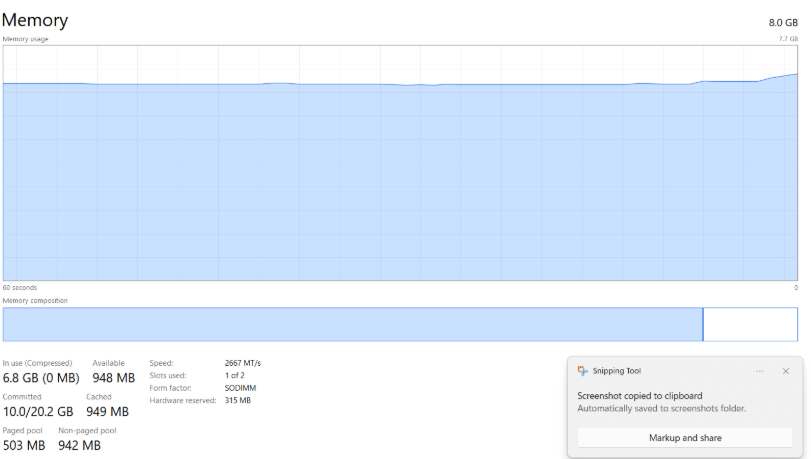 Memory
8.0 GB
Memory usage
7.7 GB
60 seconds
0
Memory composition
In use (Compressed)
Available
6.8 GB (0 MB)
948 MB
Committed
Cached
10.0/20.2 GB
949 MB
Paged pool
Non-paged pool
503 MB
942 MB
Speed:
2667 MT/s
Slots used:
1 of 2
Form factor:
SODIMM
Hardware reserved:
315 MB
Snipping Tool
Screenshot copied to clipboard
Automatically saved to screenshots folder.
Markup and share